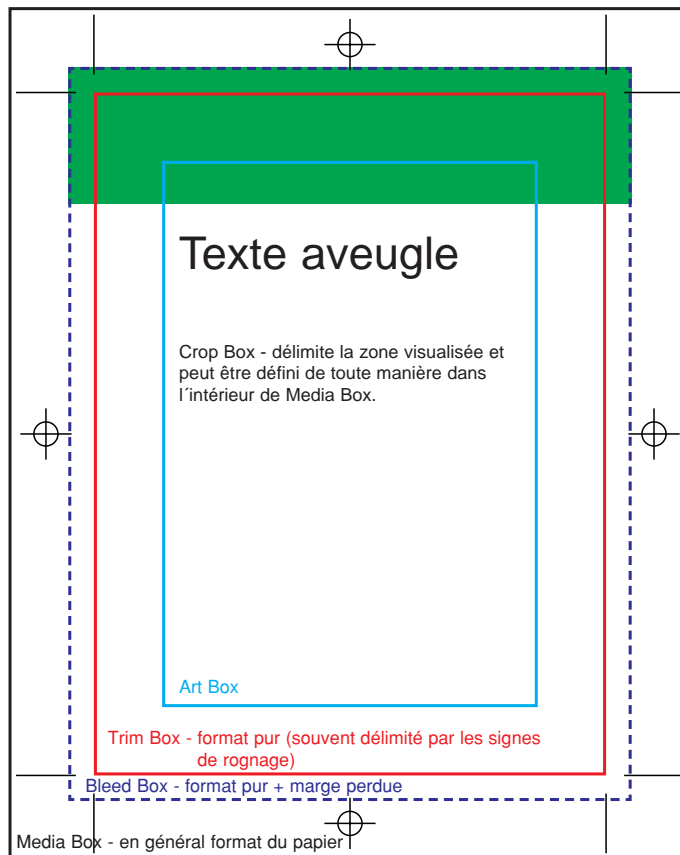 Texte aveugle
Crop Box - délimite la zone visualisée et
peut être défini de toute manière dans
l´intérieur de Media Box.
Art Box
Trim Box - format pur (souvent délimité par les signes
de rognage)
Bleed Box - format pur + marge perdue
Media Box - en général format du papier